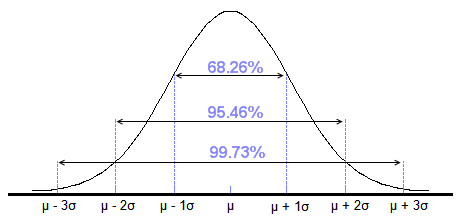 68.26%
95.46%
99.73%
μ - 3σ μ - 2σ μ - 1σ μ μ + 1σ μ + 2σ μ + 3σ